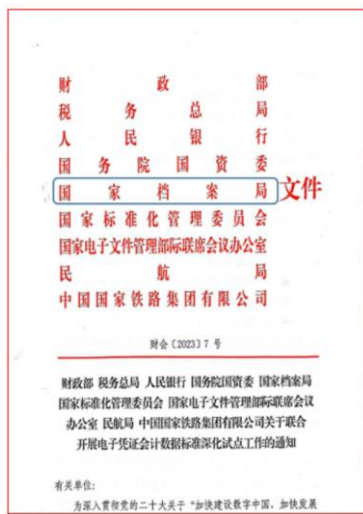 财政部
税务总局
人民银行
国务院国资委
国家档案局
文件
国家标准化管理委员会
国家电子文件管理部际联席会议办公室
民航局
中国国家铁路集团有限公司
财会〔2023〕7 号
财政部 税务总局 人民银行 国务院国资委 国家档案局
国家标准化管理委员会 国家电子文件管理部际联席会议
办公室 民航局 中国国家铁路集团有限公司关于联合
开展电子凭证会计数据标准深化试点工作的通知
有关单位：
为深入贯彻党的二十大关于“加快建设数字中国，加快发展